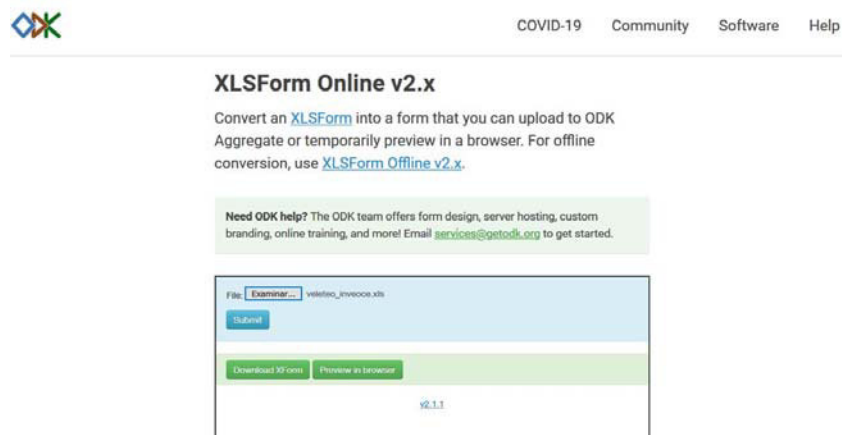 ODK
COVID-19 Community Software Help
XLSForm Online v2.x
Convert an XLSForm into a form that you can upload to ODK
Aggregate or temporarily preview in a browser. For offline
conversion, use XLSForm Offline v2.x.
Need ODK help? The ODK team offers form design, server hosting, custom
branding, online training, and more! Email services@getodk.org to get started.
File: Examinar... veleteo_inveoce.xls
Submit
Download XForm Preview in browser
v2.1.1